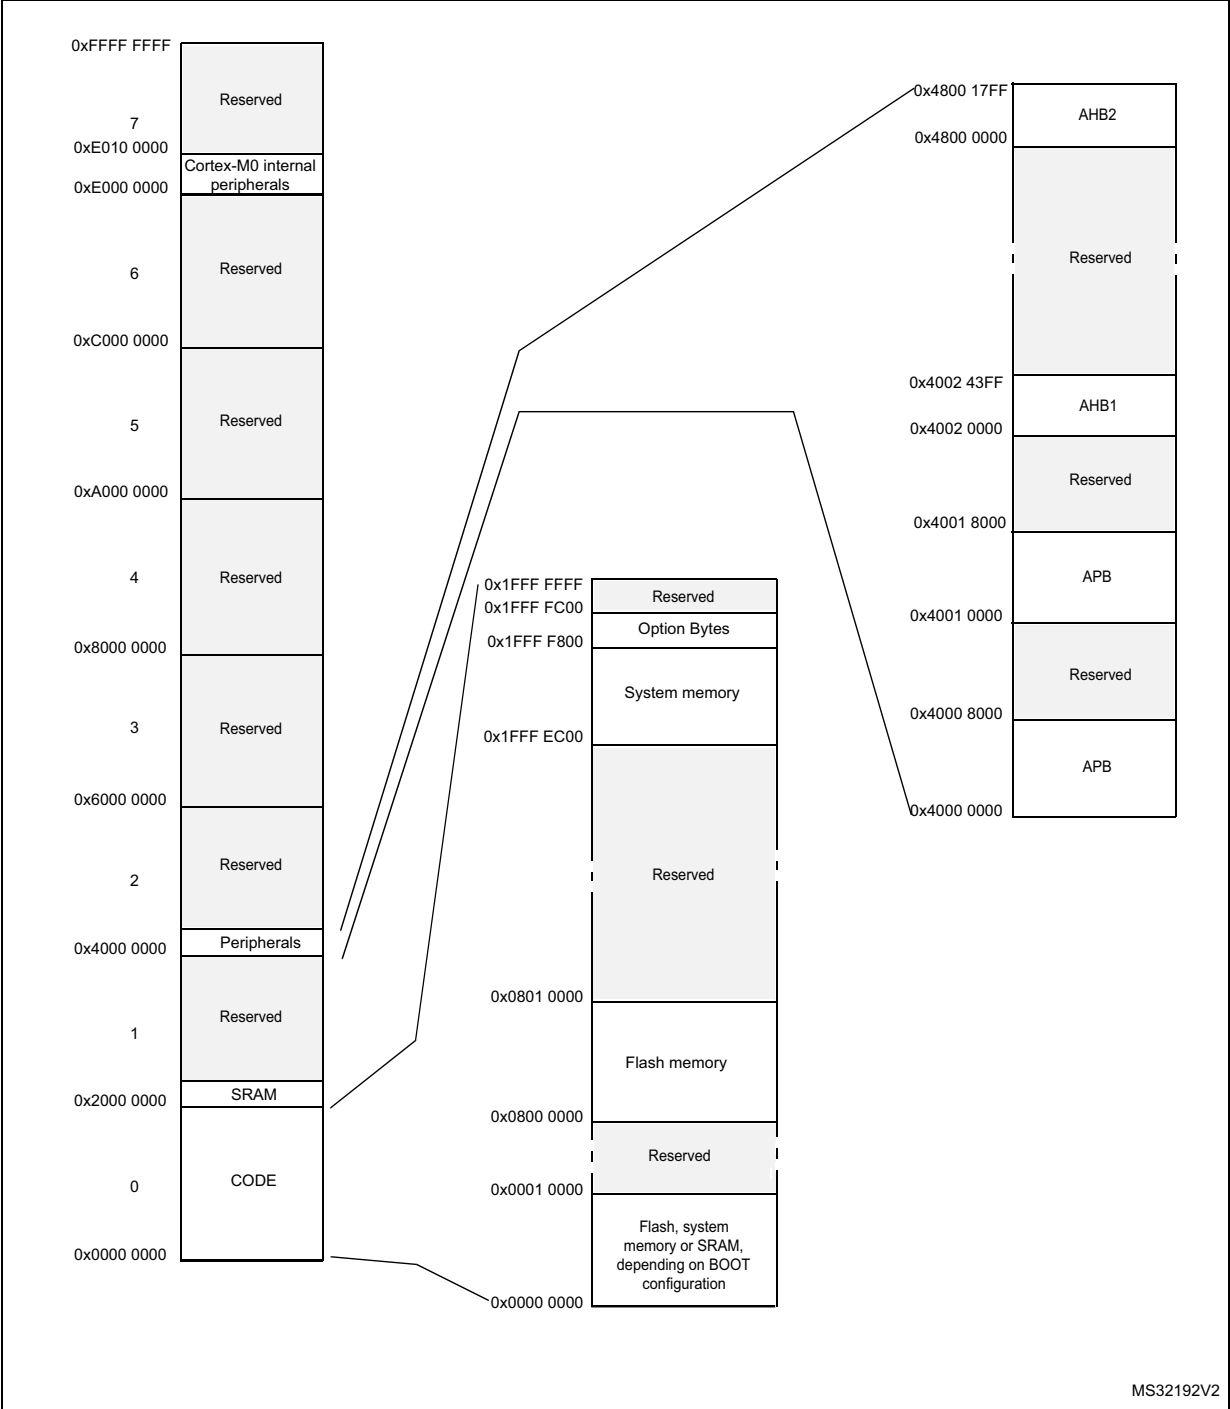 0xFFFF FFFF
Reserved
7
0xE010 0000
Cortex-M0 internal
peripherals
0xE000 0000
6
Reserved
0xC000 0000
5
Reserved
0xA000 0000
4
Reserved
0x8000 0000
3
Reserved
0x6000 0000
Reserved
2
Peripherals
0x4000 0000
Reserved
1
SRAM
0x2000 0000
CODE
0
0x0000 0000
0x1FFF FFFF
Reserved
0x1FFF FC00
Option Bytes
0x1FFF F800
System memory
0x1FFF EC00
Reserved
0x0801 0000
Flash memory
0x0800 0000
Reserved
0x0001 0000
Flash, system
memory or SRAM,
depending on BOOT
configuration
0x0000 0000
0x4800 17FF
AHB2
0x4800 0000
Reserved
0x4002 43FF
AHB1
0x4002 0000
Reserved
0x4001 8000
APB
0x4001 0000
Reserved
0x4000 8000
APB
0x4000 0000
MS32192V2